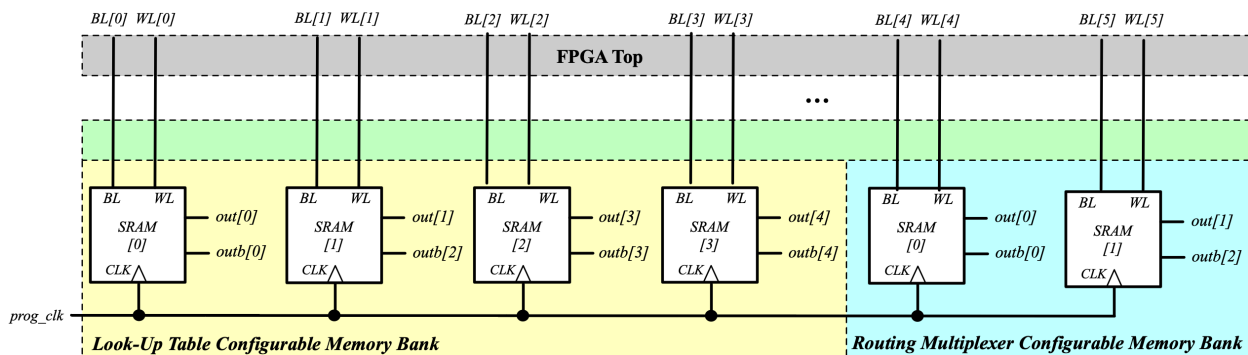 BL[0] WL[0] BL[1] WL[1] BL[2] WL[2] BL[3] WL[3] BL[4] WL[4] BL[5] WL[5]
FPGA Top
...
BL WL BL WL BL WL BL WL BL WL BL WL
SRAM [0] out[0] outb[0] CLK
SRAM [1] out[1] outb[2] CLK
SRAM [2] out[3] outb[3] CLK
SRAM [3] out[4] outb[4] CLK
SRAM [0] out[0] outb[0] CLK
SRAM [1] out[1] outb[2] CLK
prog_clk
Look-Up Table Configurable Memory Bank
Routing Multiplexer Configurable Memory Bank